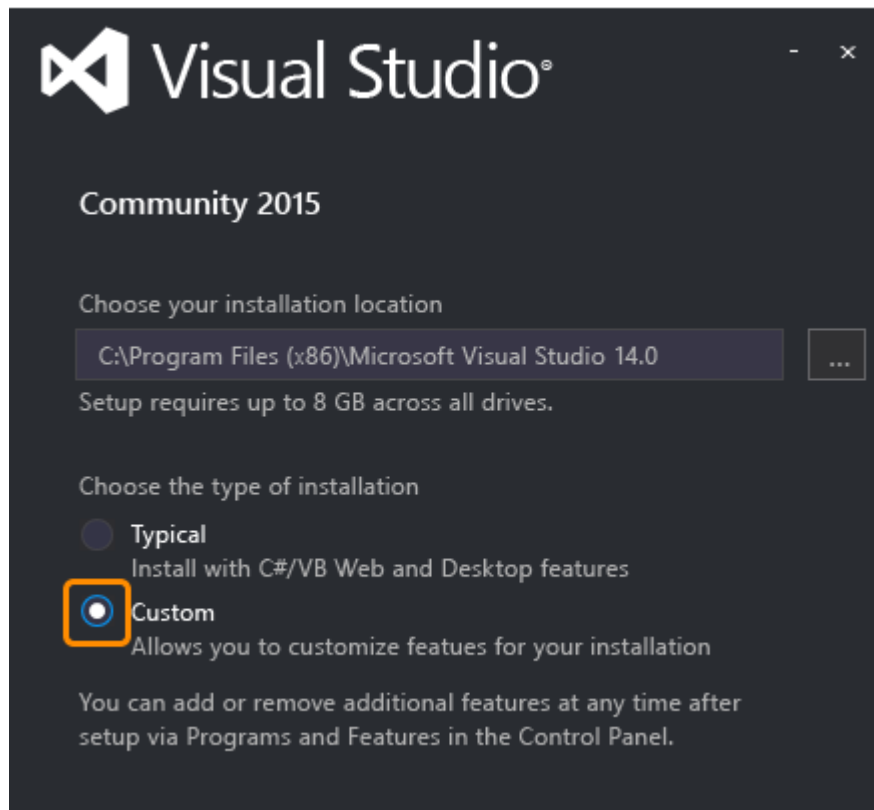 Visual Studio®
Community 2015
Choose your installation location
C:\Program Files (x86)\Microsoft Visual Studio 14.0
...
Setup requires up to 8 GB across all drives.
Choose the type of installation
Typical
Install with C#/VB Web and Desktop features
Custom
Allows you to customize featues for your installation
You can add or remove additional features at any time after
setup via Programs and Features in the Control Panel.